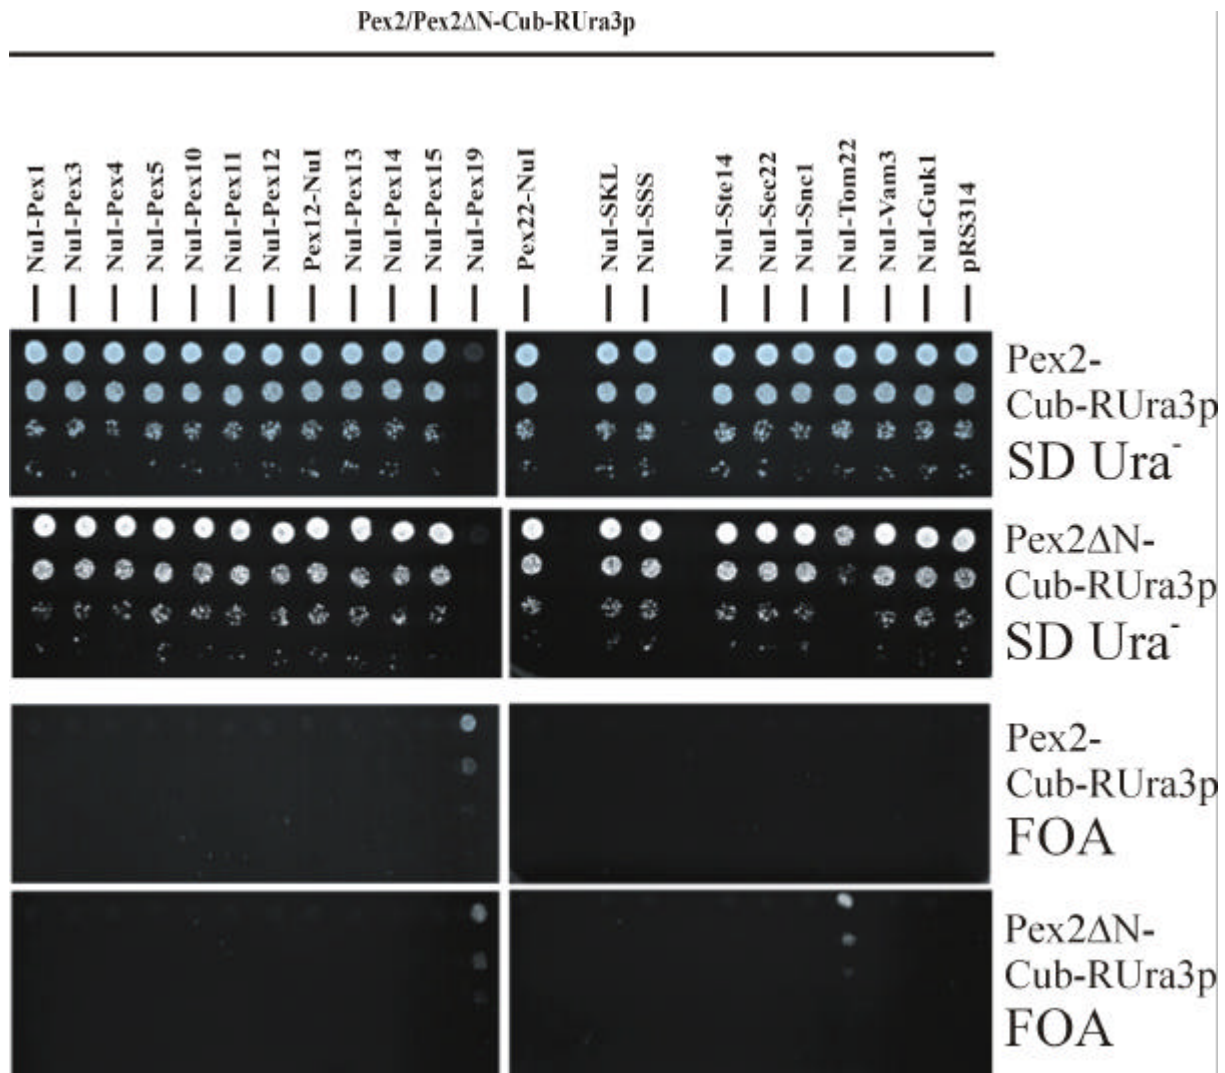 Pex2/Pex2ΔN-Cub-RUra3p
NuI-Pex1
NuI-Pex3
NuI-Pex4
NuI-Pex5
NuI-Pex10
NuI-Pex11
NuI-Pex12
Pex12-NuI
NuI-Pex13
NuI-Pex14
NuI-Pex15
NuI-Pex19
Pex22-NuI
NuI-SKL
NuI-SSS
NuI-Ste14
NuI-Sec22
NuI-Snc1
NuI-Tom22
NuI-Vam3
NuI-Guk1
pRS314
Pex2-
Cub-RUra3p
SD Ura⁻
Pex2ΔN-
Cub-RUra3p
SD Ura⁻
Pex2-
Cub-RUra3p
FOA
Pex2ΔN-
Cub-RUra3p
FOA